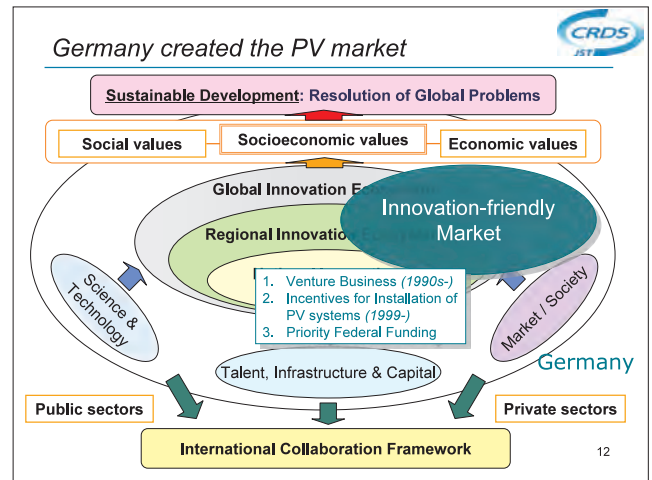 Germany created the PV market
CRDS
JST
Sustainable Development: Resolution of Global Problems
Social values
Socioeconomic values
Economic values
Global Innovation
Regional Innovation
Innovation-friendly
Market
Science &
Technology
1. Venture Business (1990s-)
2. Incentives for Installation of
PV systems (1999-)
3. Priority Federal Funding
Market / Society
Germany
Talent, Infrastructure & Capital
Public sectors
Private sectors
International Collaboration Framework
12